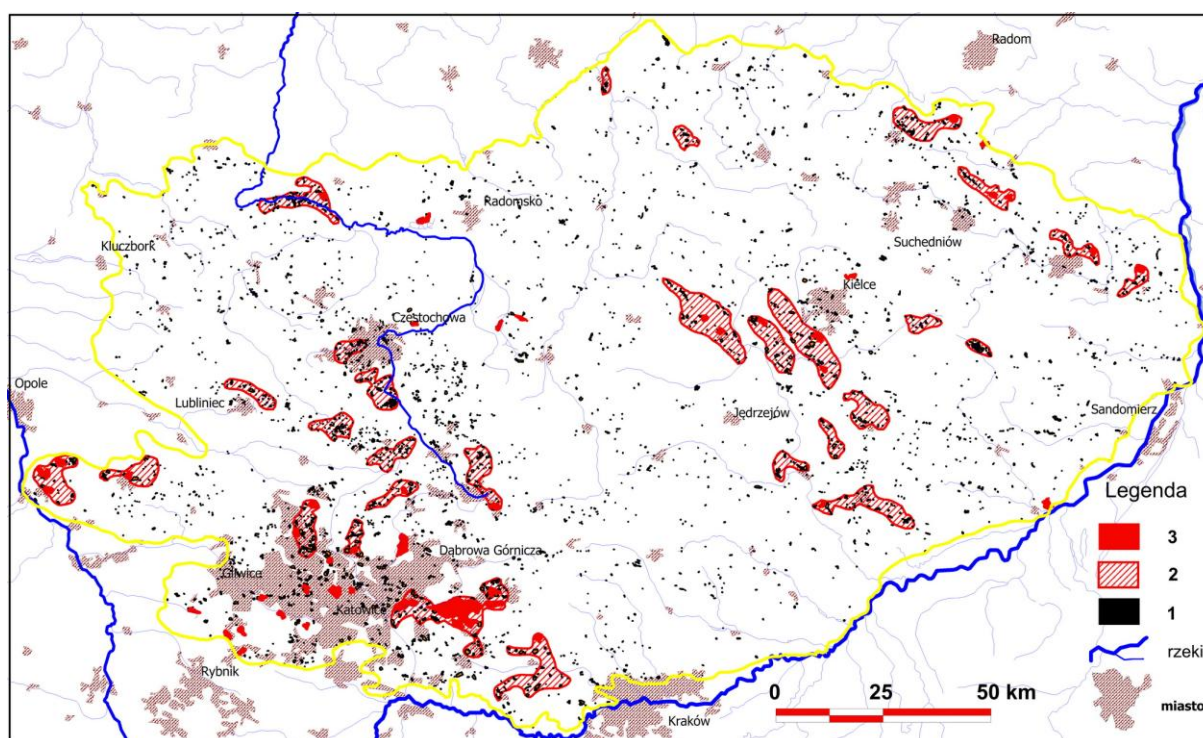 Radom
Radomsko
Kluczbork
Suchedniów
Kielce
Częstochowa
Opole
Lubliniec
Jędrzejów
Sandomierz
Legenda
3
2
1
rzeki
miasto
Dąbrowa Górnicza
Gliwice
Katowice
Rybnik
Kraków
0 25 50 km